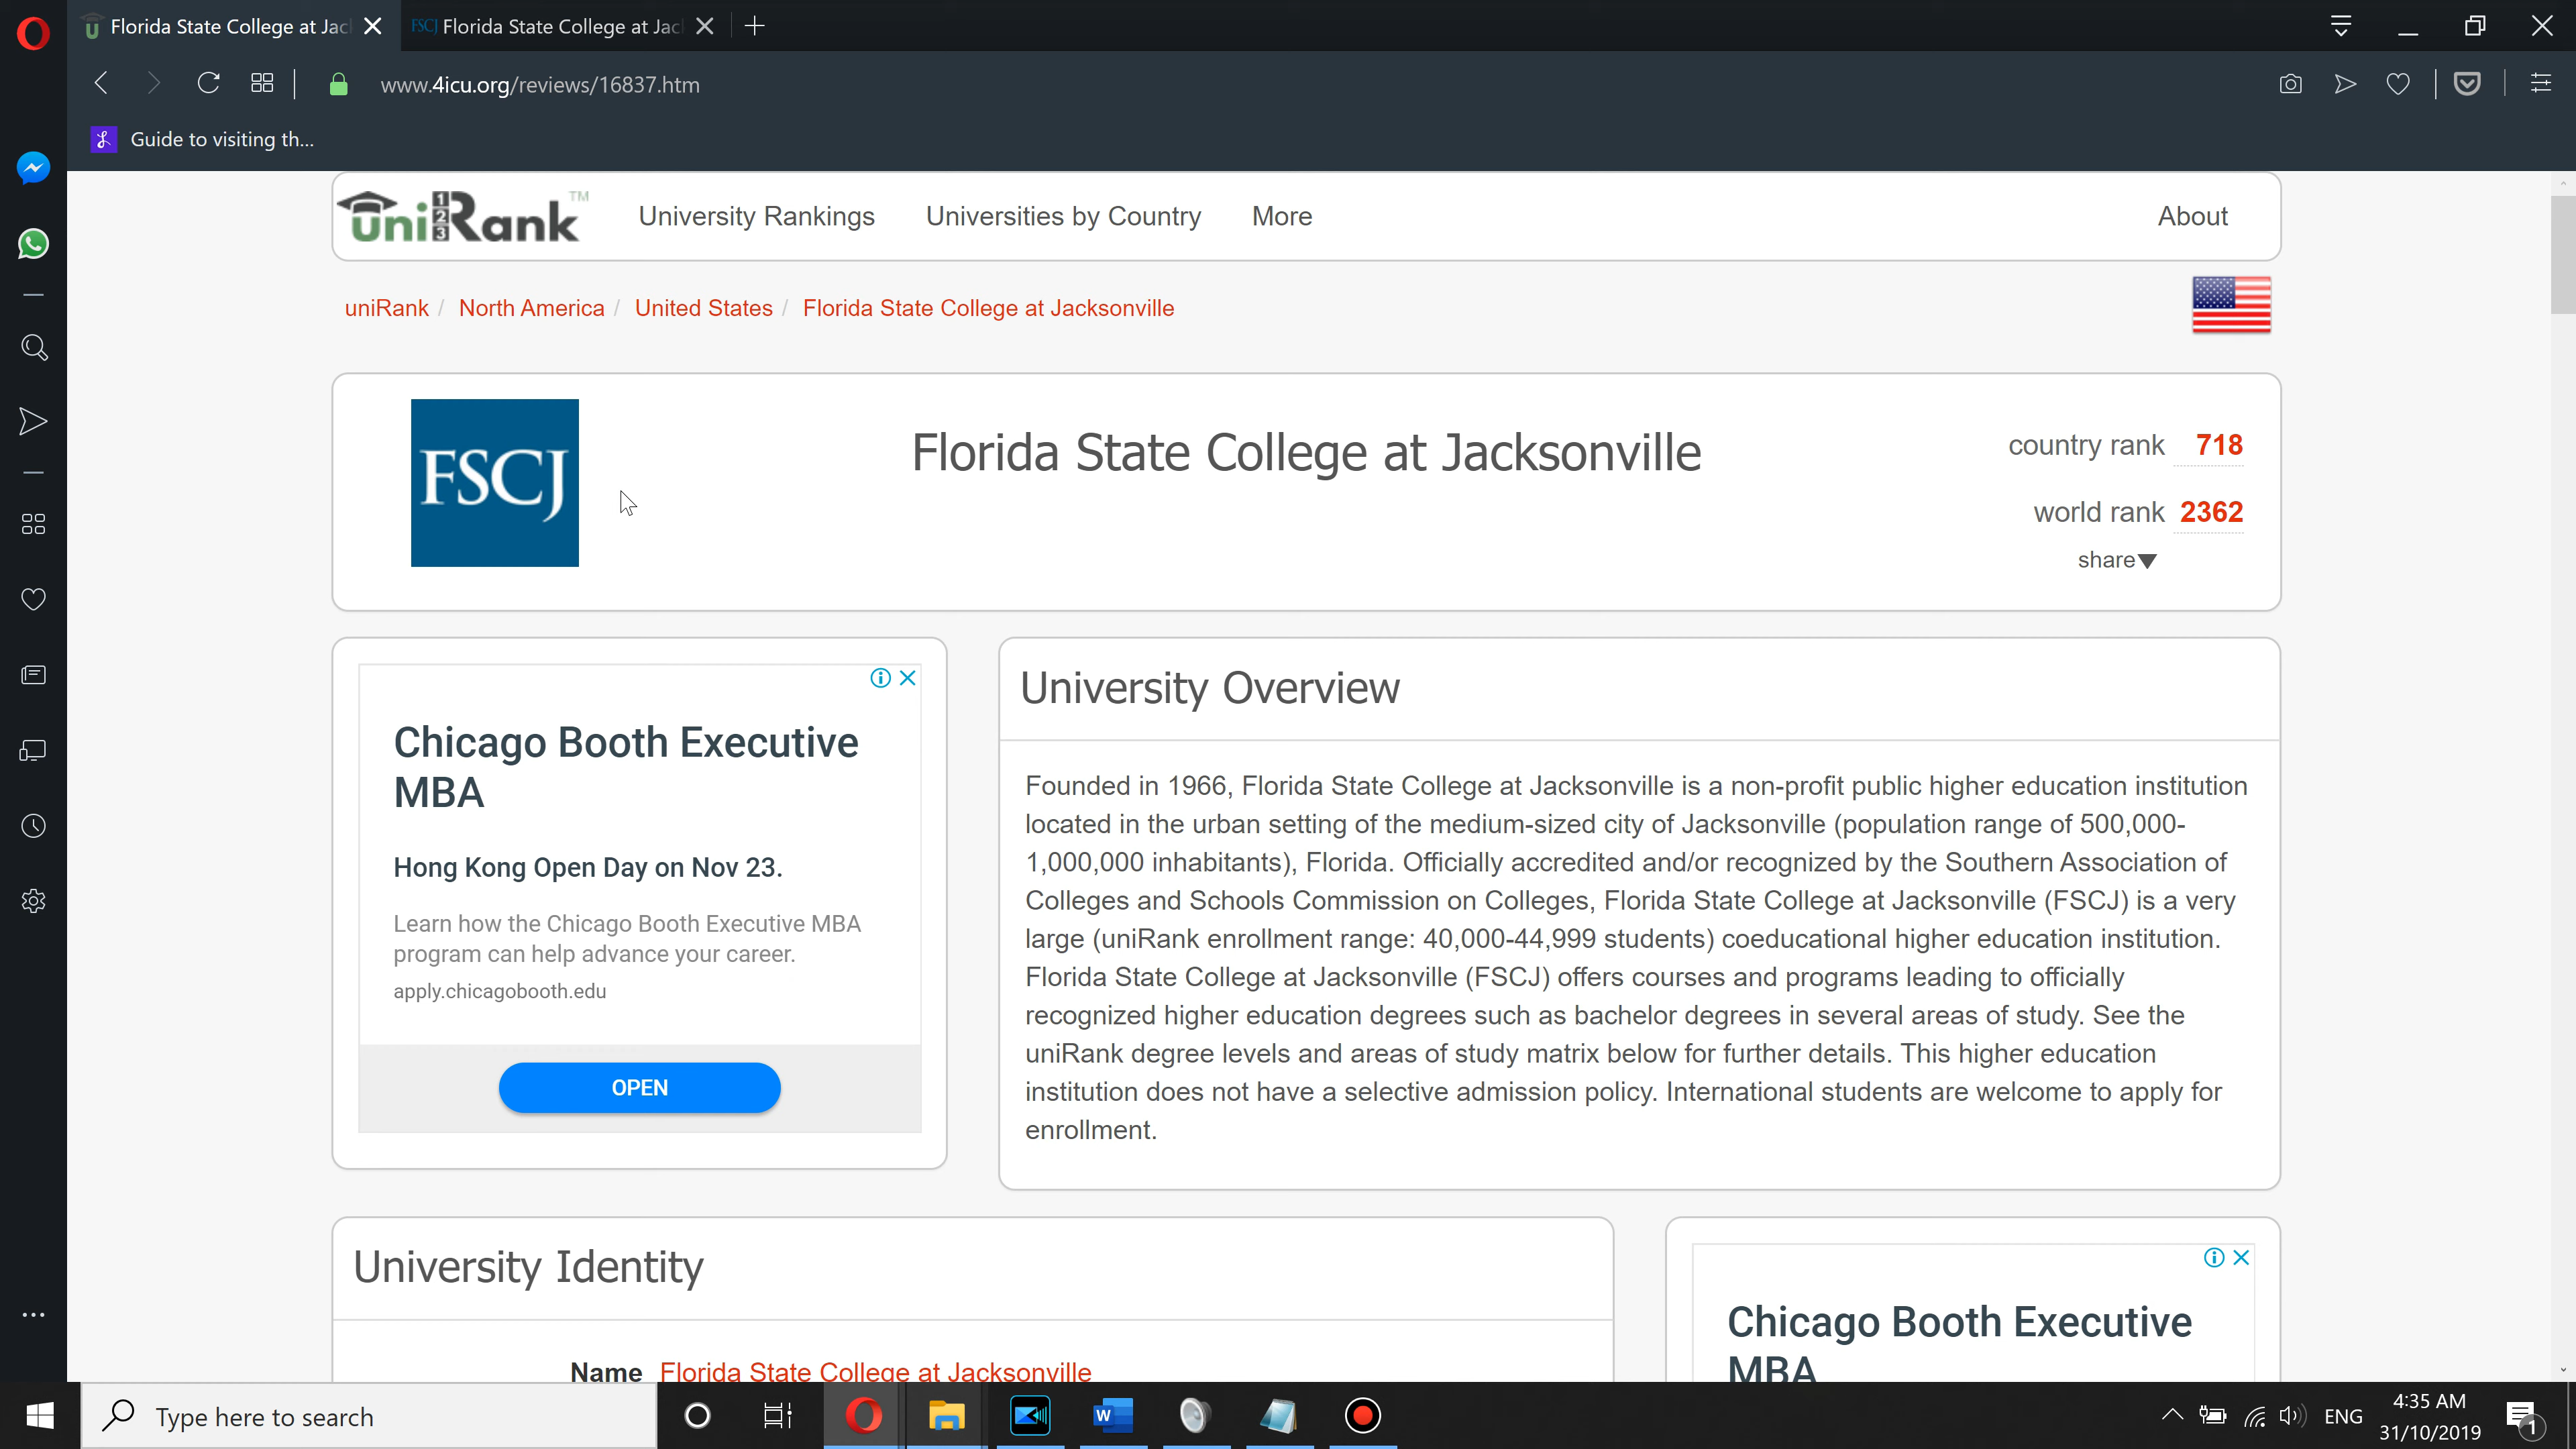 Florida State College at Jac
FSCJ Florida State College at Jac
www.4icu.org/reviews/16837.htm
Guide to visiting th...
uni123Rank™
University Rankings
Universities by Country
More
About
uniRank / North America / United States / Florida State College at Jacksonville
FSCJ
Florida State College at Jacksonville
country rank 718
world rank 2362
share▼
Chicago Booth Executive
MBA
Hong Kong Open Day on Nov 23.
Learn how the Chicago Booth Executive MBA
program can help advance your career.
apply.chicagobooth.edu
OPEN
University Overview
Founded in 1966, Florida State College at Jacksonville is a non-profit public higher education institution
located in the urban setting of the medium-sized city of Jacksonville (population range of 500,000-
1,000,000 inhabitants), Florida. Officially accredited and/or recognized by the Southern Association of
Colleges and Schools Commission on Colleges, Florida State College at Jacksonville (FSCJ) is a very
large (uniRank enrollment range: 40,000-44,999 students) coeducational higher education institution.
Florida State College at Jacksonville (FSCJ) offers courses and programs leading to officially
recognized higher education degrees such as bachelor degrees in several areas of study. See the
uniRank degree levels and areas of study matrix below for further details. This higher education
institution does not have a selective admission policy. International students are welcome to apply for
enrollment.
University Identity
Name Florida State College at Jacksonville
Chicago Booth Executive
MBA
Type here to search
W
ENG
4:35 AM
31/10/2019
1